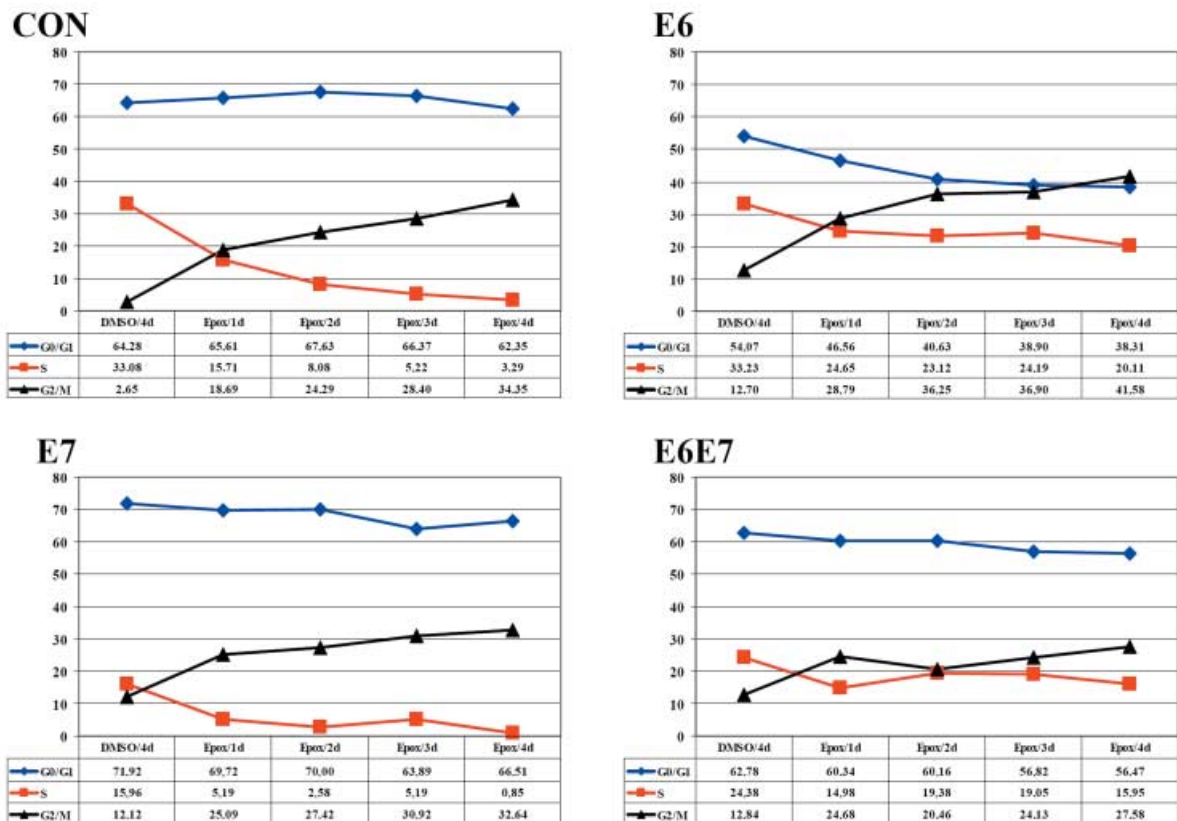 CON
80
70
60
50
40
30
20
10
0
DMSO/4d Epox/1d Epox/2d Epox/3d Epox/4d
G0/G1 64.28 65.61 67.63 66.37 62.35
S 33.08 15.71 8.08 5.22 3.29
G2/M 2.65 18.69 24.29 28.40 34.35
E6
80
70
60
50
40
30
20
10
0
DMSO/4d Epox/1d Epox/2d Epox/3d Epox/4d
G0/G1 54,07 46.56 40.63 38.90 38.31
S 33.23 24.65 23.12 24.19 20.11
G2/M 12.70 28.79 36.25 36.90 41.58
E7
80
70
60
50
40
30
20
10
0
DMSO/4d Epox/1d Epox/2d Epox/3d Epox/4d
G0/G1 71,92 69,72 70,00 63,89 66,51
S 15,96 5,19 2,58 5,19 0,85
G2/M 12,12 25,09 27,42 30,92 32,64
E6E7
80
70
60
50
40
30
20
10
0
DMSO/4d Epox/1d Epox/2d Epox/3d Epox/4d
G0/G1 62.78 60,34 60,16 56,82 56,47
S 24,38 14,98 19,38 19,05 15,95
G2/M 12,84 24,68 20,46 24,13 27,58